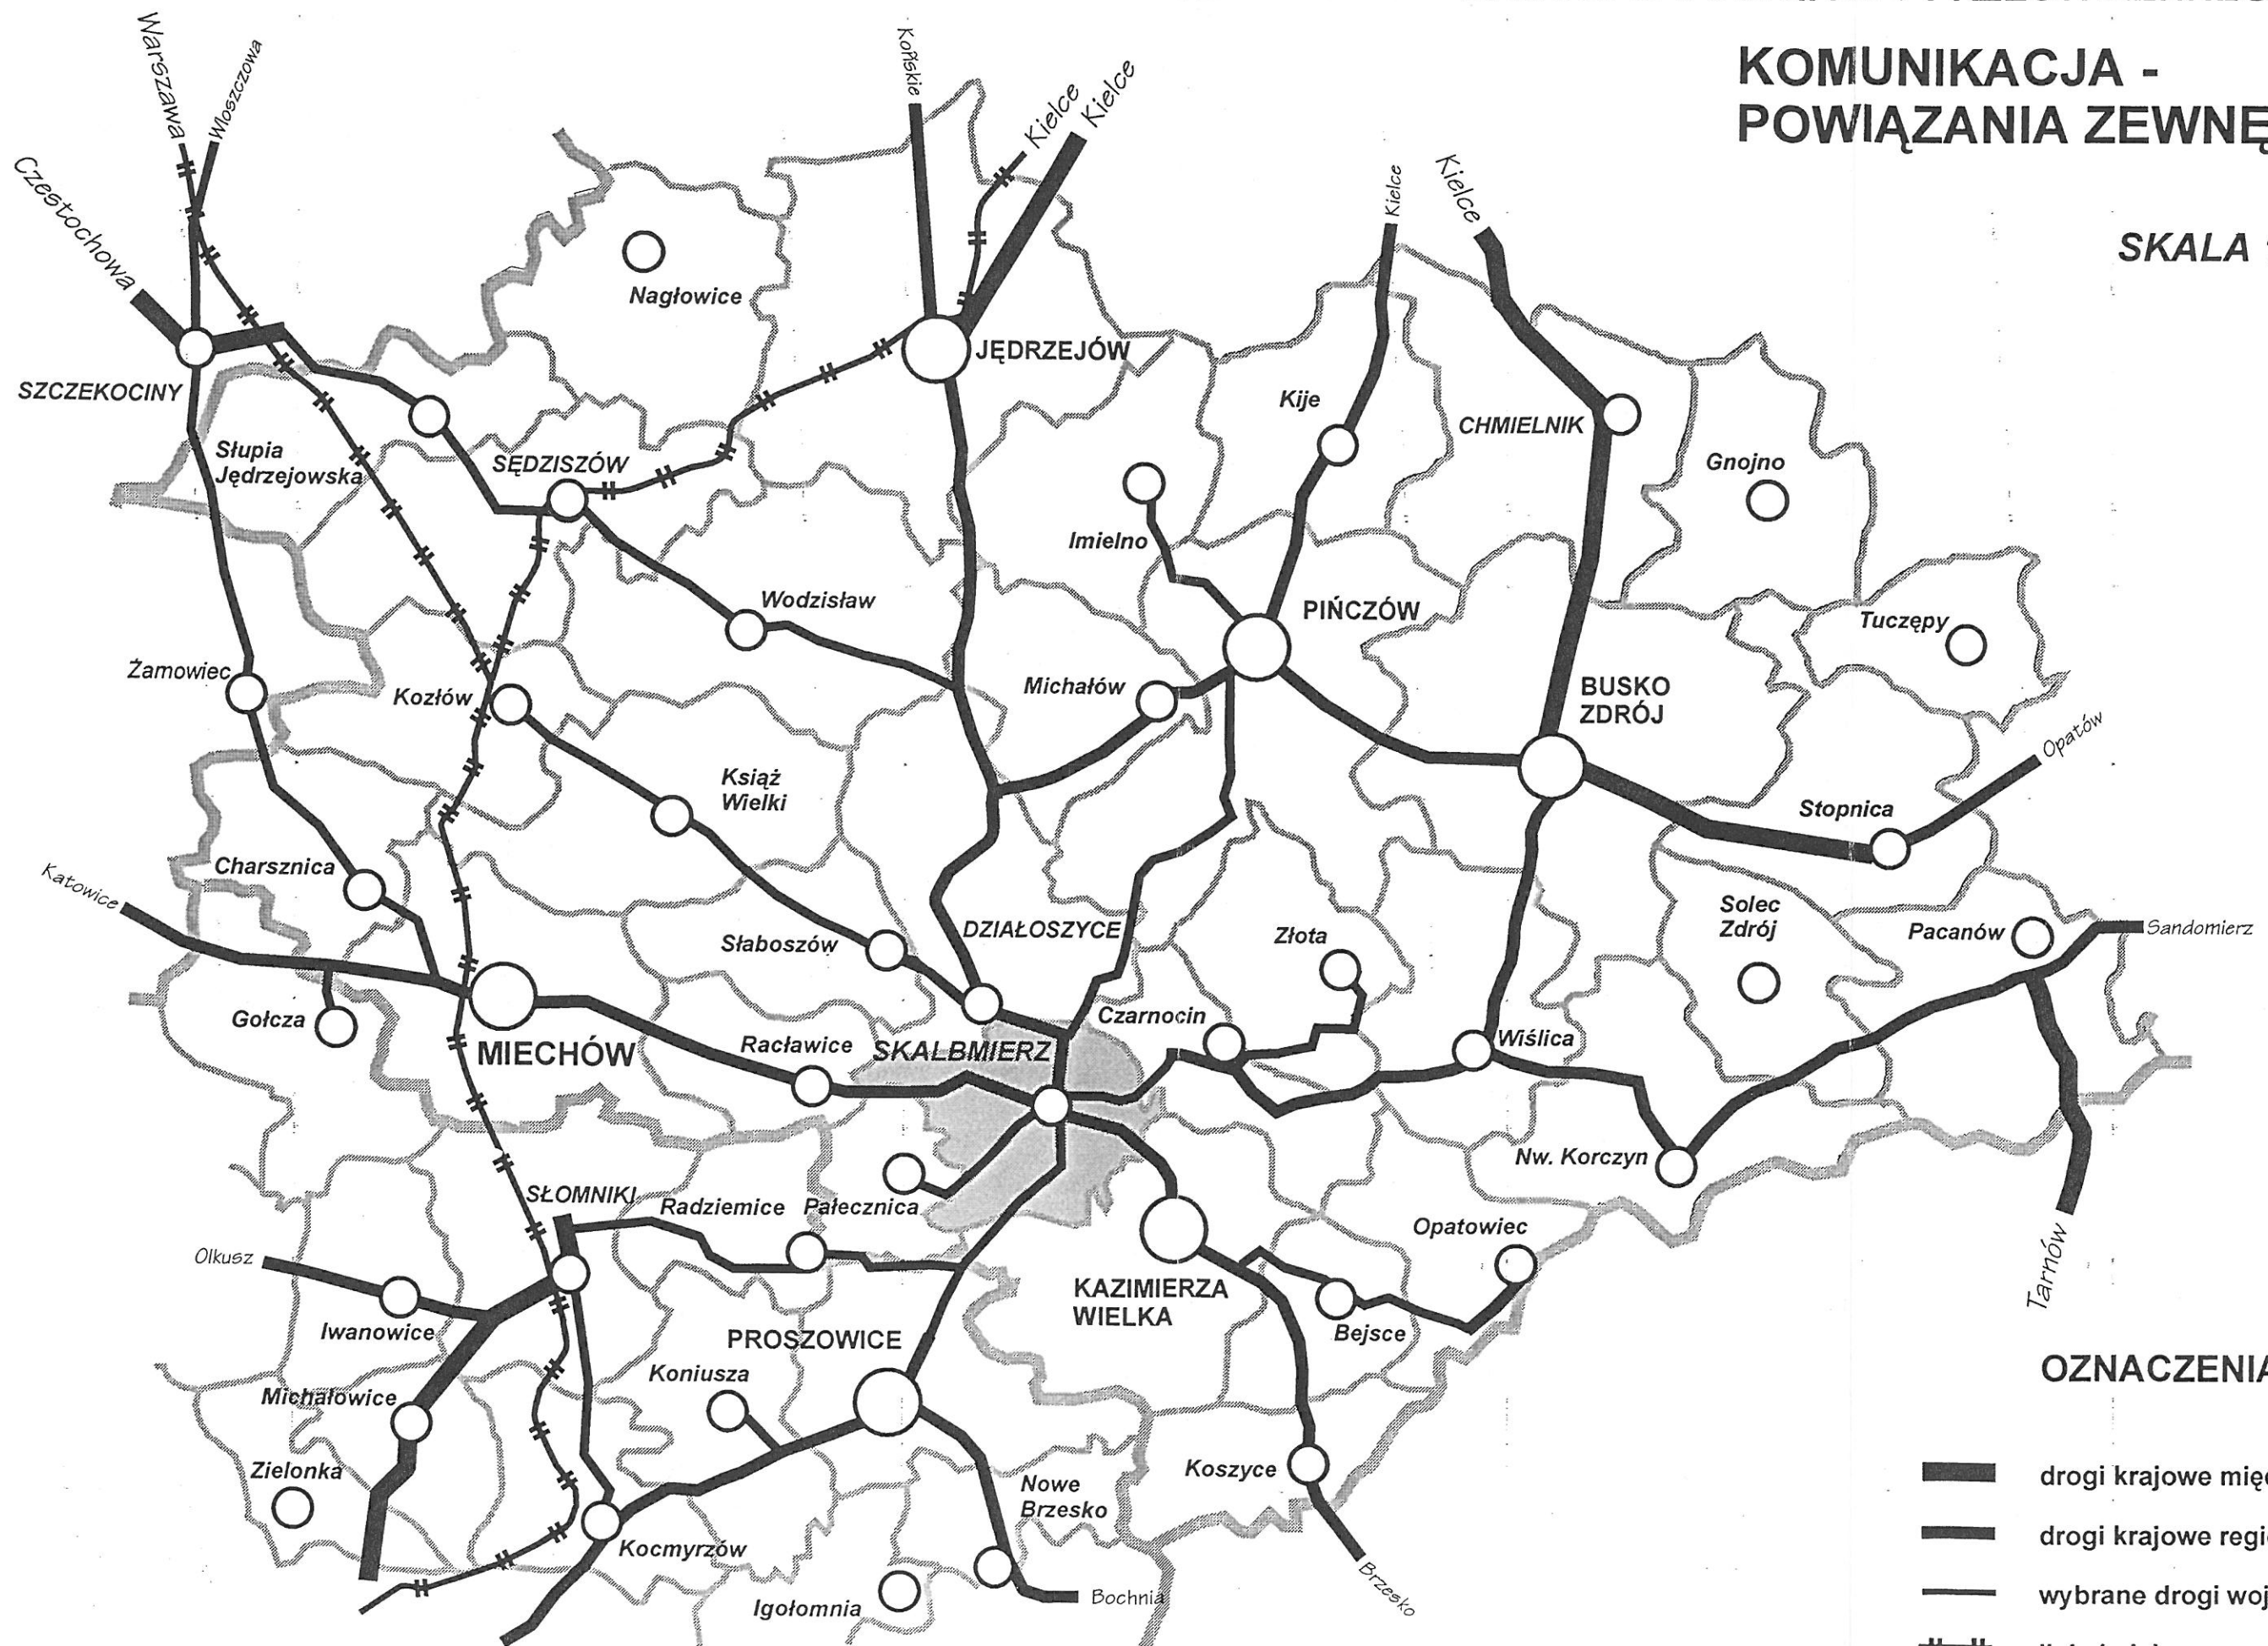 KOMUNIKACJA -
POWIĄZANIA ZEWNĘ
SKALA
Warszawa
Włoszczowa
Czestochowa
Końskie
Kielce
Kielce
Kielce
Kielce
Nagłowice
JĘDRZEJÓW
SZCZEKOCINY
Kije
CHMIELNIK
Słupia
Jędrzejowska
SĘDZISZÓW
Gnojno
Imielno
Wodzisław
PIŃCZÓW
Tuczępy
Żarnowiec
Kozłów
Michałów
BUSKO
ZDRÓJ
Opatów
Książ
Wielki
Stopnica
Charsznica
Katowice
Słaboszów
DZIAŁOSZYCE
Złota
Solec
Zdrój
Pacanów
Sandomierz
Gołcza
Czarnocin
MIECHÓW
Racławice
SKALBMIERZ
Wiślica
Nw. Korczyn
SŁOMNIKI
Radziemice
Pałecznica
Opatowiec
Olkusz
Tarnów
KAZIMIERZA
WIELKA
Iwanowice
PROSZOWICE
Bejsce
Koniusza
Michałowice
OZNACZENIA
Zielonka
Koszyce
Nowe
Brzesko
drogi krajowe mię
drogi krajowe regi
Kocmyrzów
Brzesko
Igołomnia
Bochnia
wybrane drogi woj